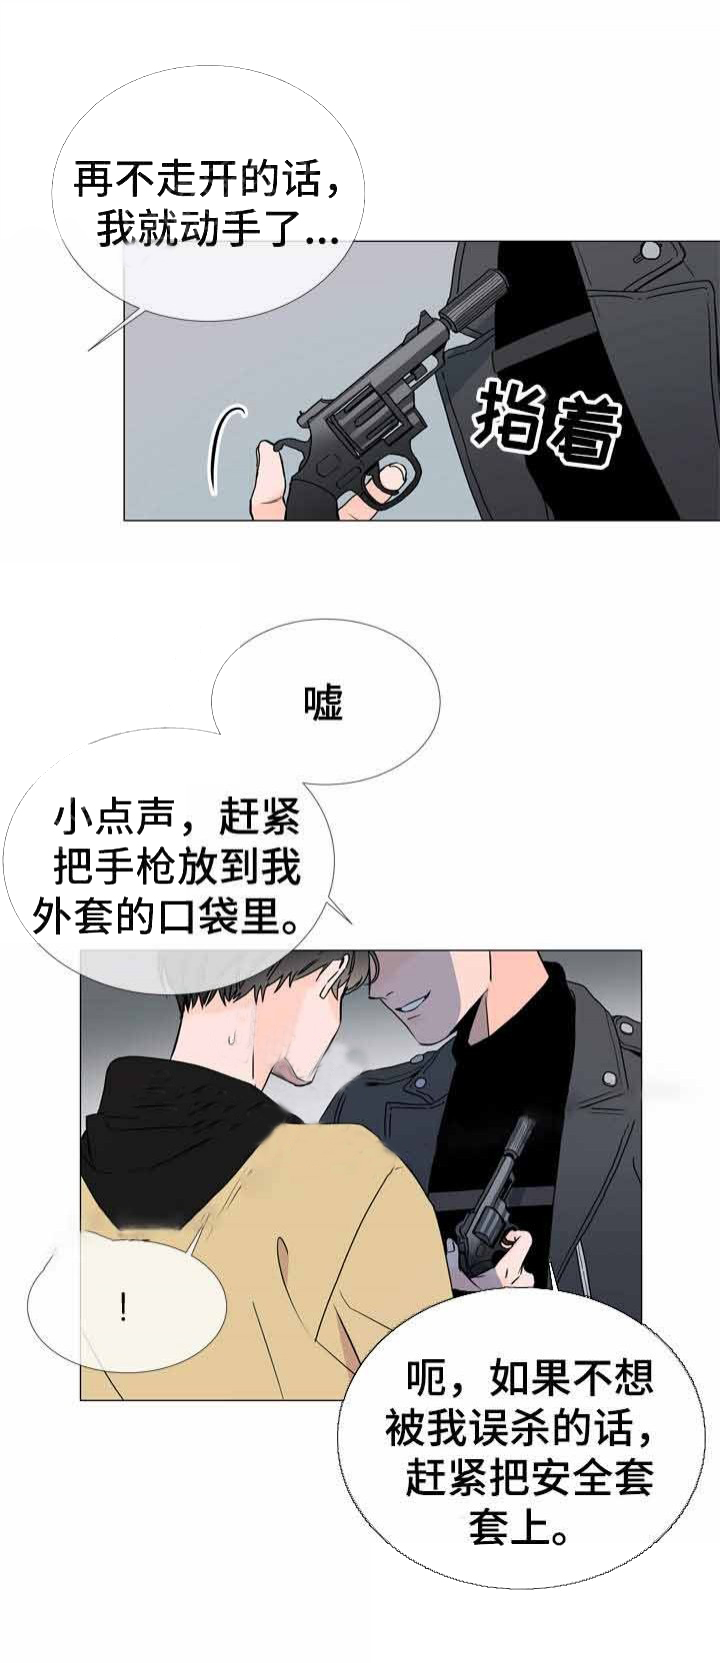 再不走开的话，
我就动手了…
指着
嘘
小点声，赶紧
把手枪放到我
外套的口袋里。
！
呃，如果不想
被我误杀的话，
赶紧把安全套
套上。